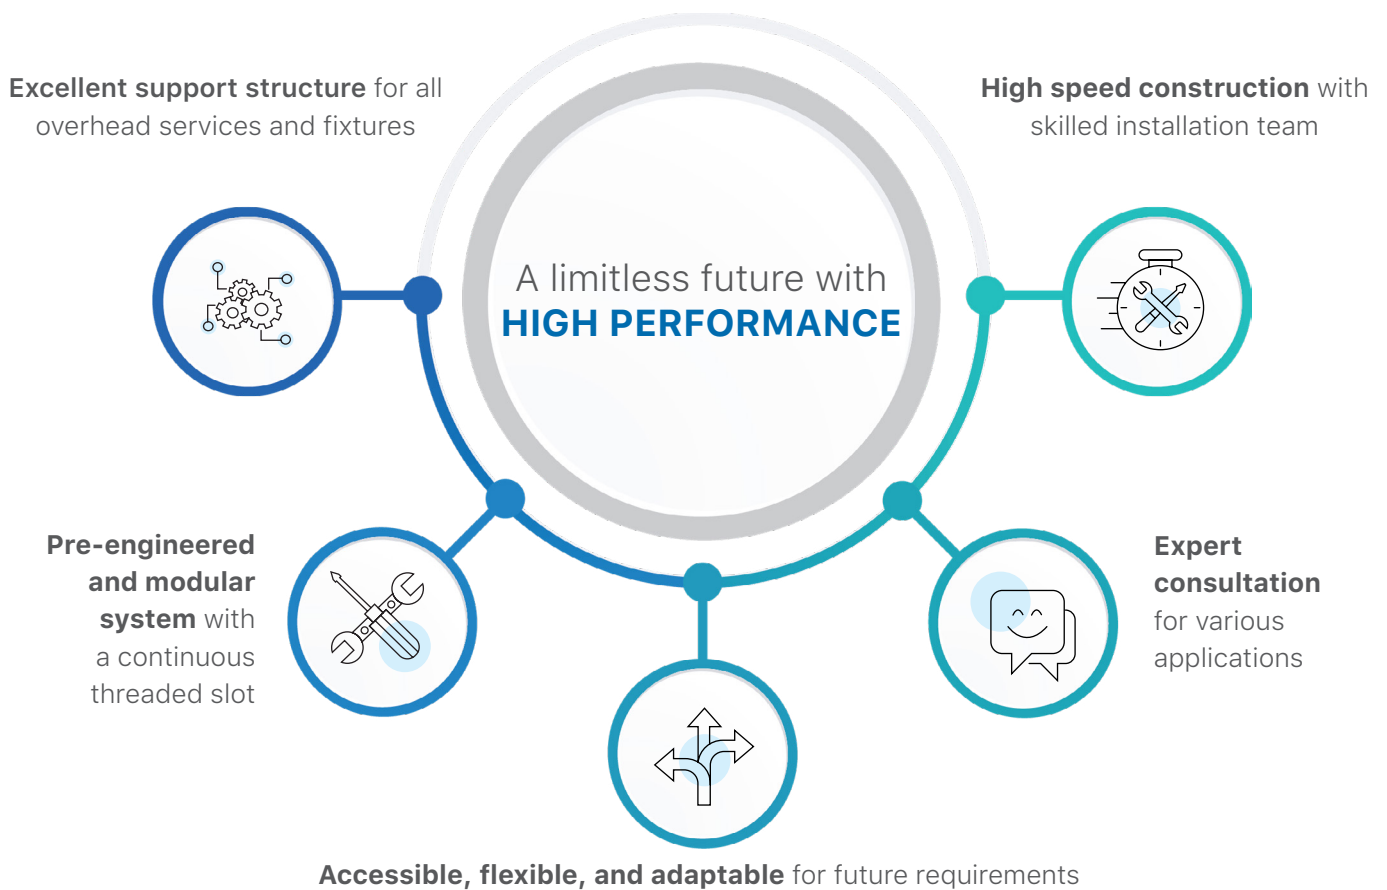 Excellent support structure for all
overhead services and fixtures
High speed construction with
skilled installation team
A limitless future with
HIGH PERFORMANCE
Pre-engineered
and modular
system with
a continuous
threaded slot
Expert
consultation
for various
applications
Accessible, flexible, and adaptable for future requirements